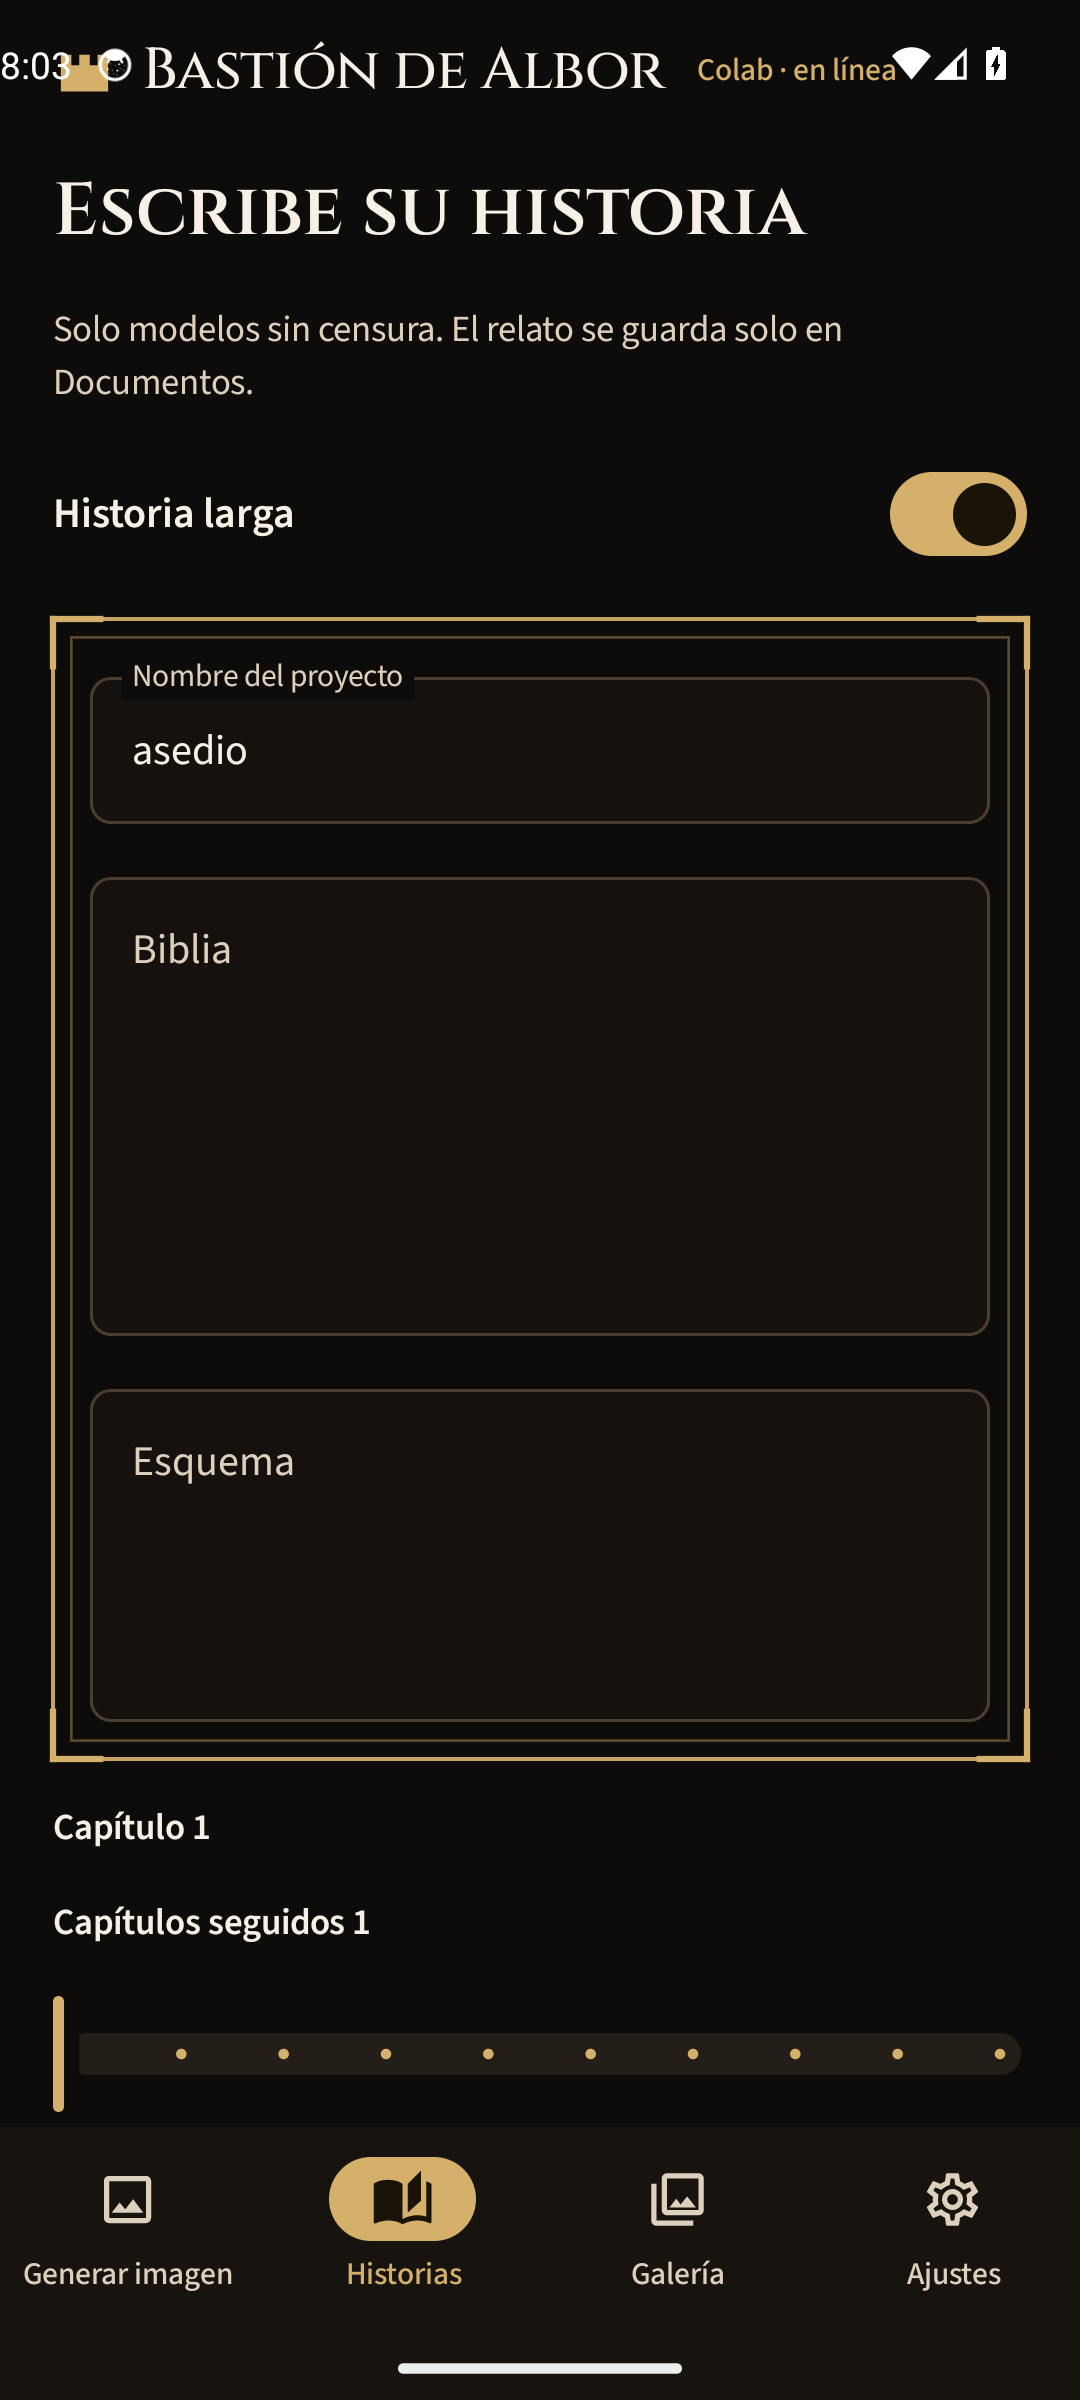 8:03 Bastión de Albor Colab · en línea
Escribe su historia
Solo modelos sin censura. El relato se guarda solo en
Documentos.
Historia larga
Nombre del proyecto
asedio
Biblia
Esquema
Capítulo 1
Capítulos seguidos 1
Generar imagen Historias Galería Ajustes